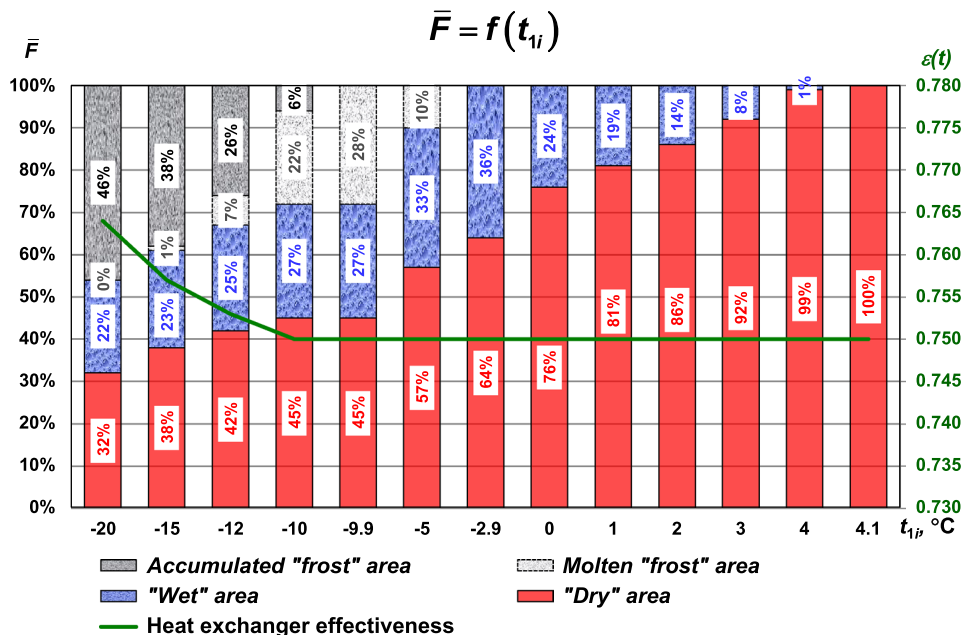 F̅ = f(t₁ᵢ)
F̅ ε(t)
100% 0.780
90% 0.775
80% 0.770
70% 0.765
60% 0.760
50% 0.755
40% 0.750
30% 0.745
20% 0.740
10% 0.735
0% 0.730
46% 0% 22% 32%
38% 1% 23% 38%
26% 7% 25% 42%
6% 22% 27% 45%
28% 27% 45%
10% 33% 57%
36% 64%
24% 76%
19% 81%
14% 86%
8% 92%
1% 99%
100%
-20 -15 -12 -10 -9.9 -5 -2.9 0 1 2 3 4 4.1 t₁ᵢ, °C
Accumulated "frost" area Molten "frost" area
"Wet" area "Dry" area
Heat exchanger effectiveness